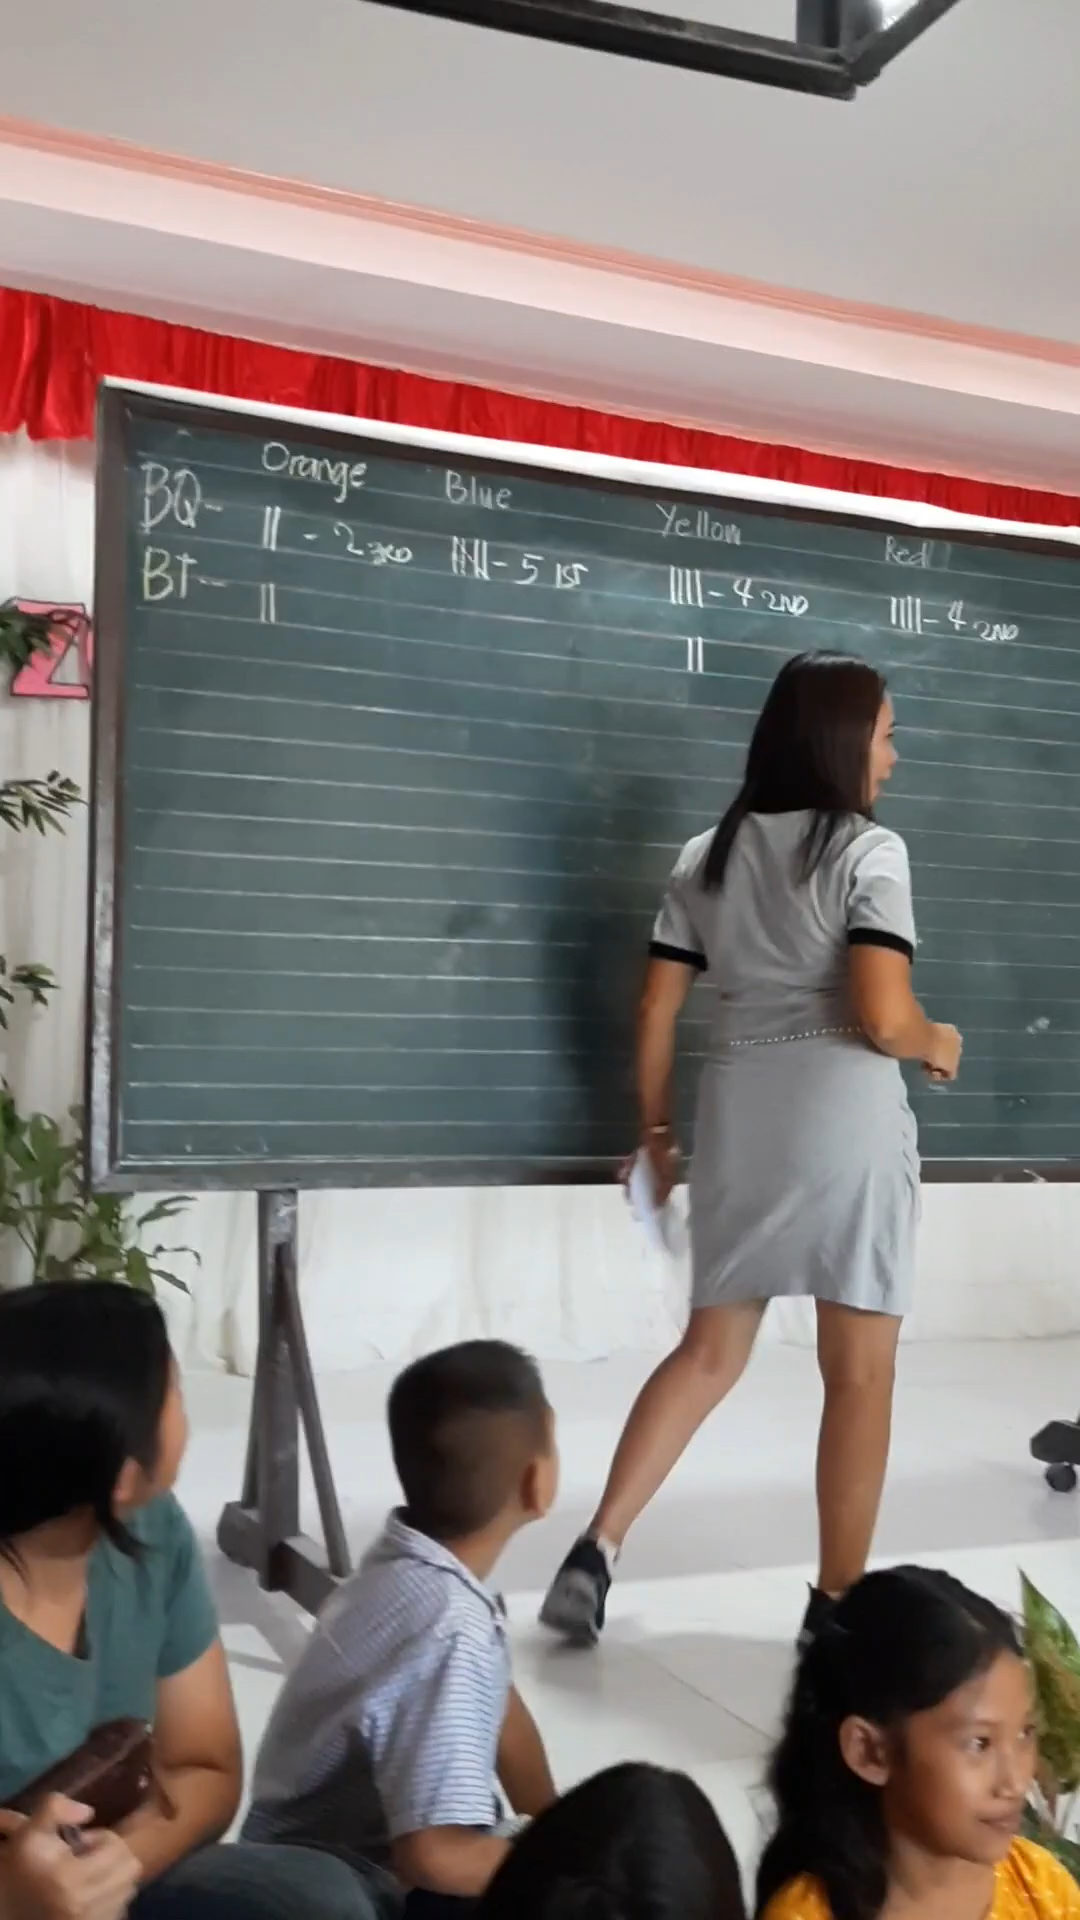 Orange Blue Yellow Red
BQ- || - 2 3RD |||| - 5 1ST |||| - 4 2ND |||| - 4 2ND
BT- || ||